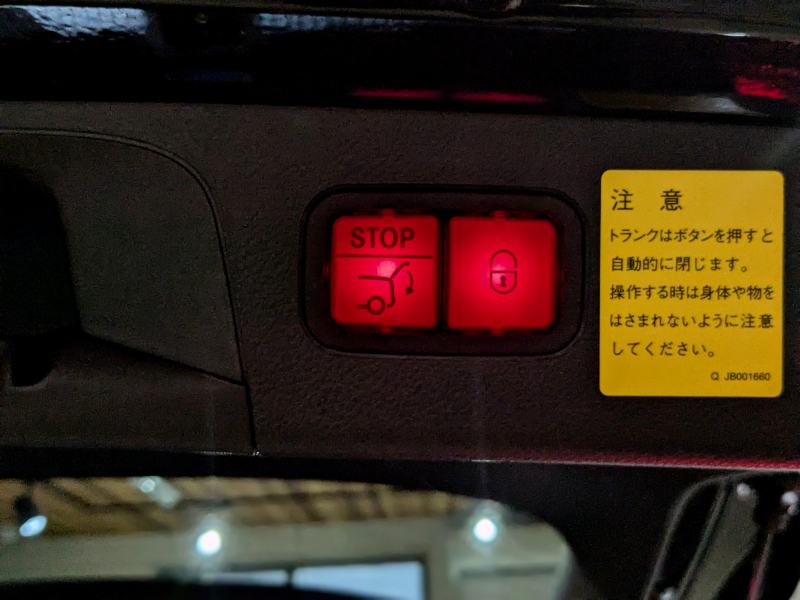 STOP
注 意
トランクはボタンを押すと
自動的に閉じます。
操作する時は身体や物を
はさまれないように注意
してください。
Q JB001660